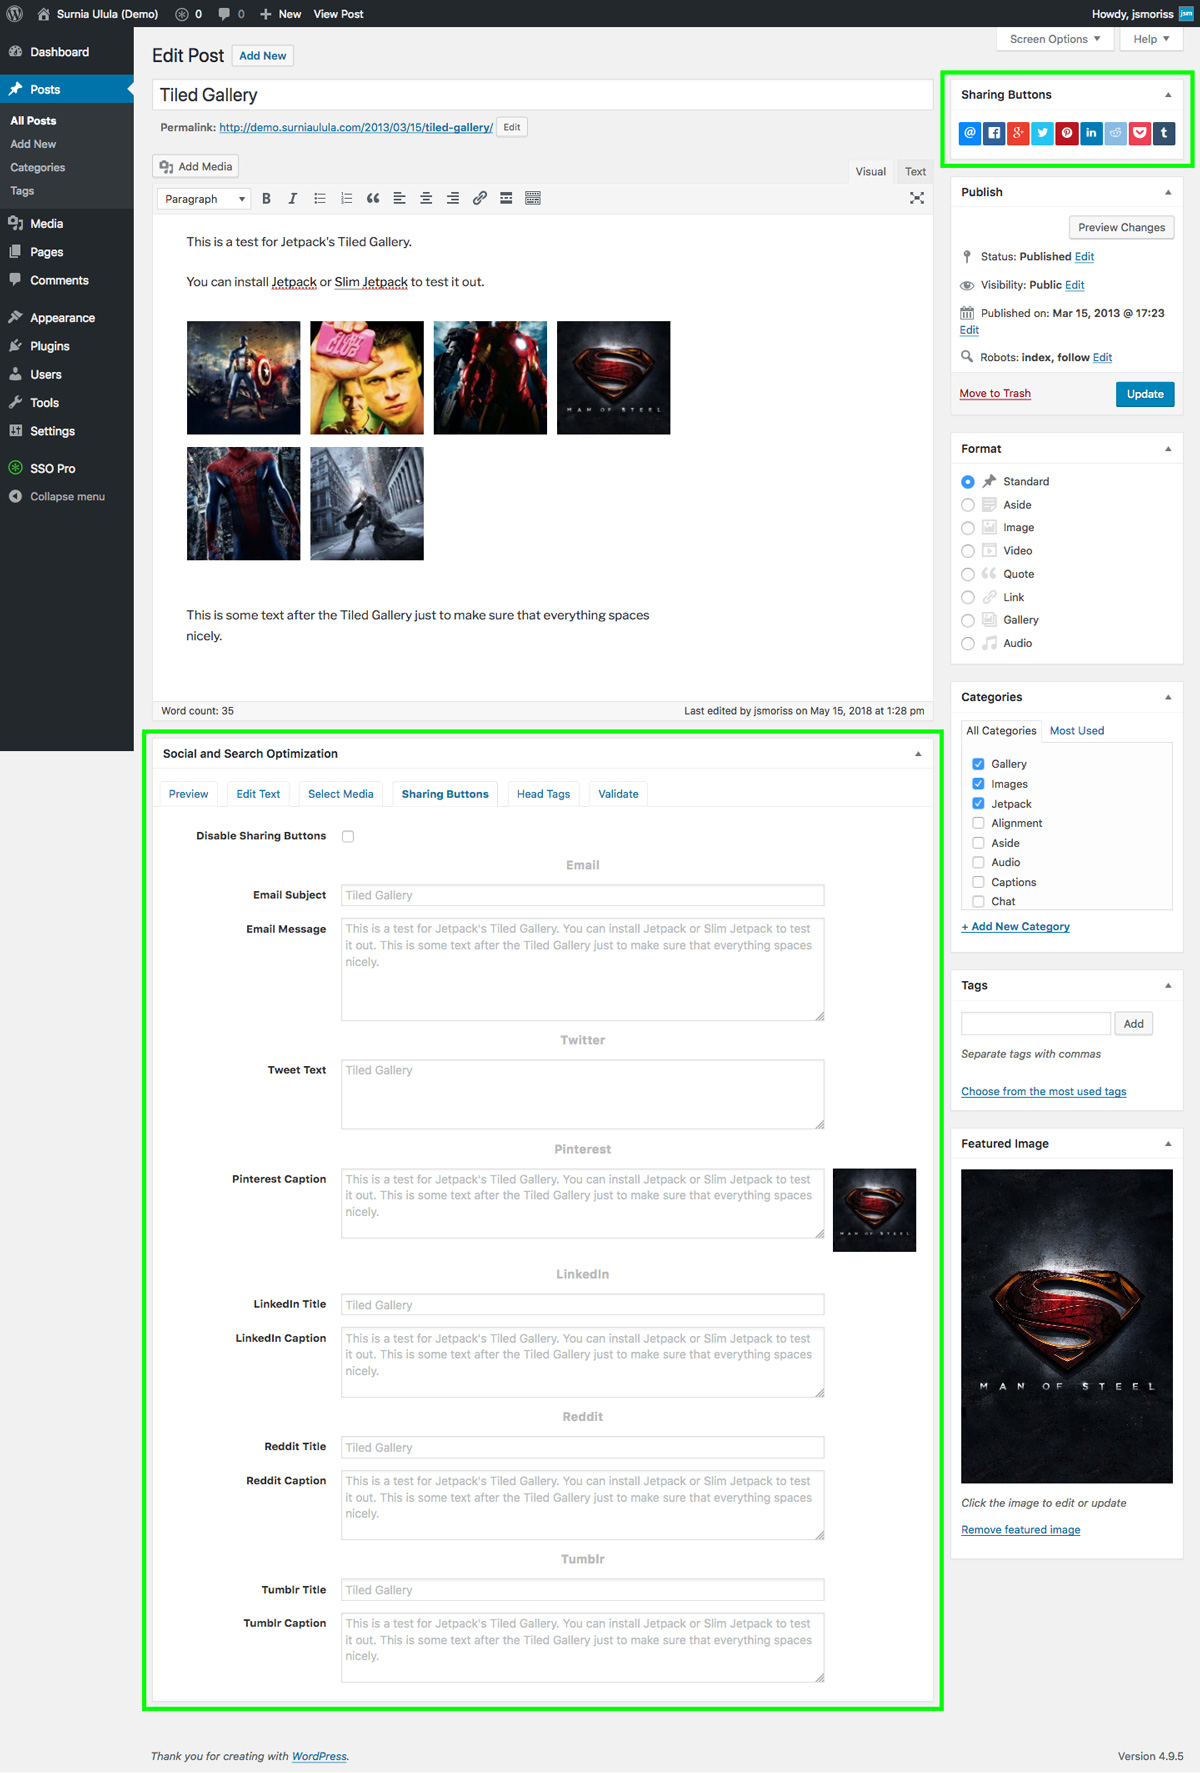 Surnia Ulula (Demo) 0 0 New View Post Howdy, jsmoriss
Screen Options Help
Dashboard
Posts
All Posts
Add New
Categories
Tags
Media
Pages
Comments
Appearance
Plugins
Users
Tools
Settings
SSO Pro
Collapse menu
Edit Post Add New
Tiled Gallery
Permalink: http://demo.surniaulula.com/2013/03/15/tiled-gallery/ Edit
Add Media
Visual Text
Paragraph B I
This is a test for Jetpack's Tiled Gallery.
You can install Jetpack or Slim Jetpack to test it out.
CLUB
MAN OF STEEL
This is some text after the Tiled Gallery just to make sure that everything spaces
nicely.
Word count: 35 Last edited by jsmoriss on May 15, 2018 at 1:28 pm
Social and Search Optimization
Preview Edit Text Select Media Sharing Buttons Head Tags Validate
Disable Sharing Buttons
Email
Email Subject Tiled Gallery
Email Message This is a test for Jetpack's Tiled Gallery. You can install Jetpack or Slim Jetpack to test
it out. This is some text after the Tiled Gallery just to make sure that everything spaces
nicely.
Twitter
Tweet Text Tiled Gallery
Pinterest
Pinterest Caption This is a test for Jetpack's Tiled Gallery. You can install Jetpack or Slim Jetpack to test
it out. This is some text after the Tiled Gallery just to make sure that everything spaces
nicely.
MAN OF STEEL
LinkedIn
LinkedIn Title Tiled Gallery
LinkedIn Caption This is a test for Jetpack's Tiled Gallery. You can install Jetpack or Slim Jetpack to test
it out. This is some text after the Tiled Gallery just to make sure that everything spaces
nicely.
Reddit
Reddit Title Tiled Gallery
Reddit Caption This is a test for Jetpack's Tiled Gallery. You can install Jetpack or Slim Jetpack to test
it out. This is some text after the Tiled Gallery just to make sure that everything spaces
nicely.
Tumblr
Tumblr Title Tiled Gallery
Tumblr Caption This is a test for Jetpack's Tiled Gallery. You can install Jetpack or Slim Jetpack to test
it out. This is some text after the Tiled Gallery just to make sure that everything spaces
nicely.
Sharing Buttons
Publish
Preview Changes
Status: Published Edit
Visibility: Public Edit
Published on: Mar 15, 2013 @ 17:23
Edit
Robots: index, follow Edit
Move to Trash Update
Format
Standard
Aside
Image
Video
Quote
Link
Gallery
Audio
Categories
All Categories Most Used
Gallery
Images
Jetpack
Alignment
Aside
Audio
Captions
Chat
+ Add New Category
Tags
Add
Separate tags with commas
Choose from the most used tags
Featured Image
MAN OF STEEL
Click the image to edit or update
Remove featured image
Thank you for creating with WordPress. Version 4.9.5